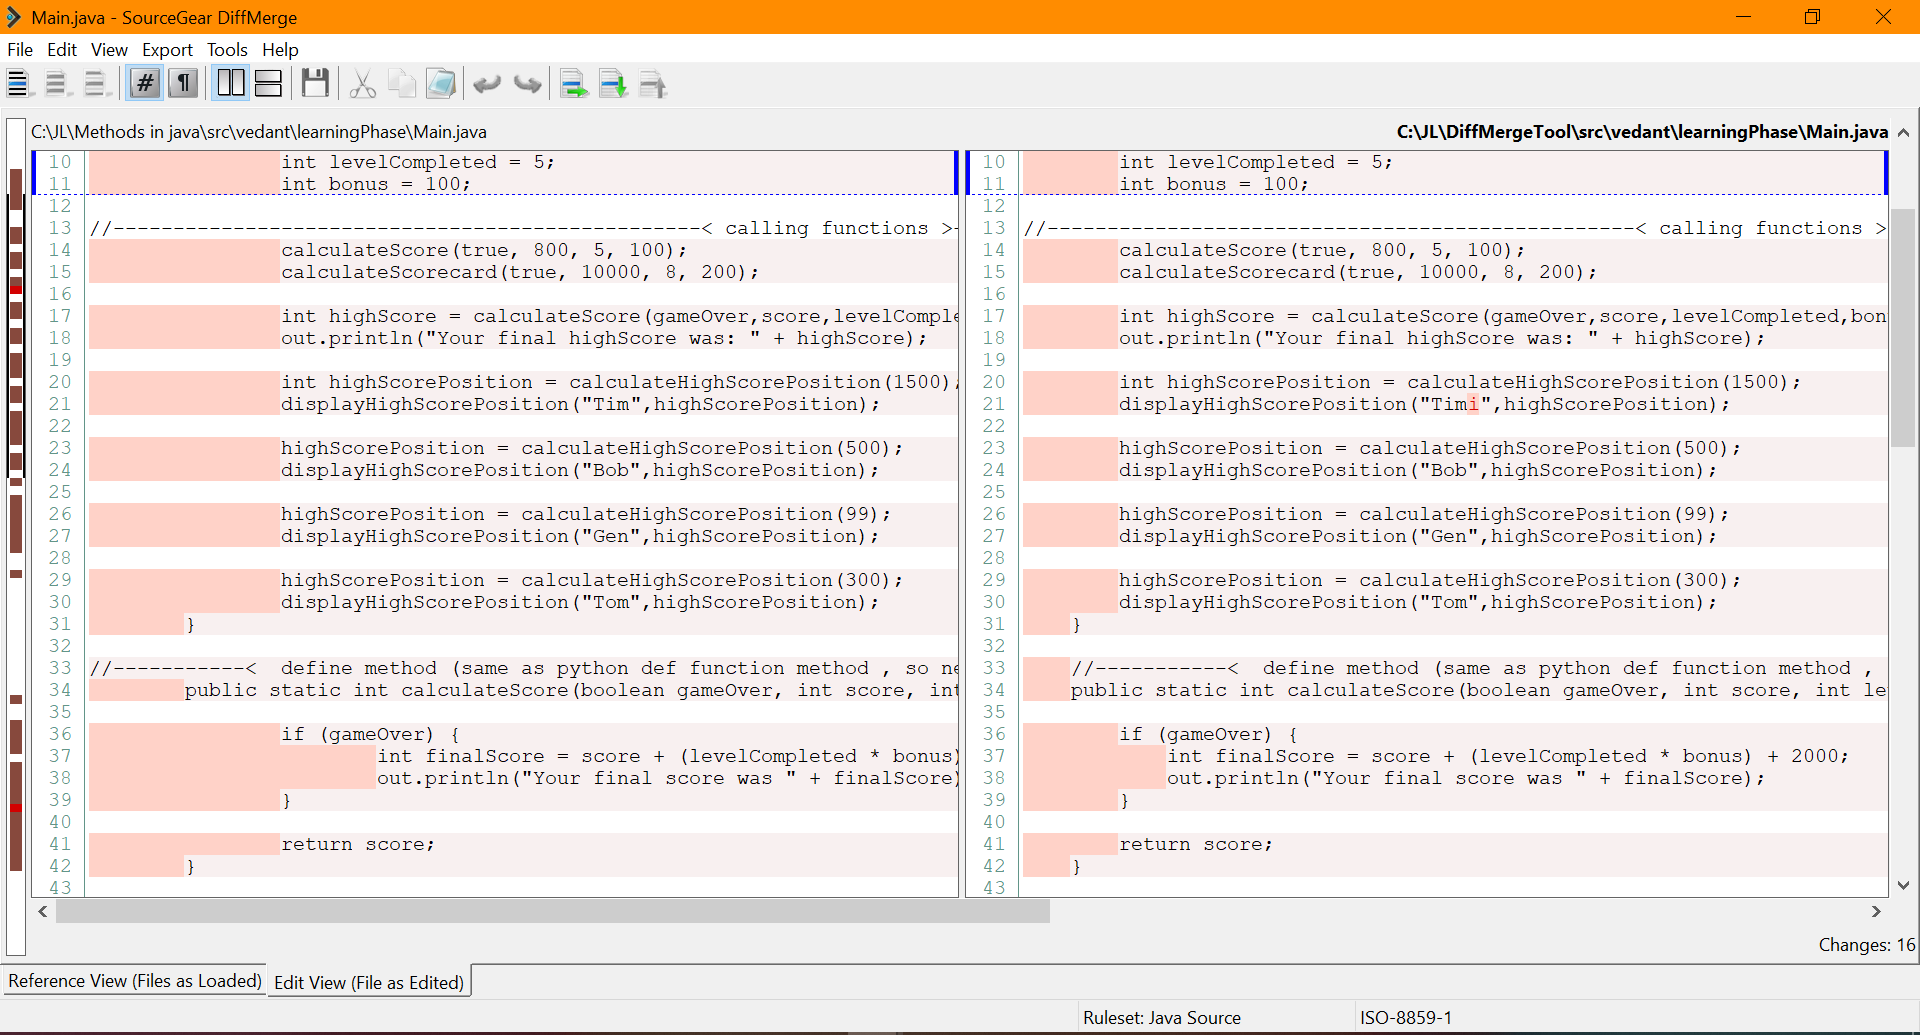 Main.java - SourceGear DiffMerge
File Edit View Export Tools Help
C:\JL\Methods in java\src\vedant\learningPhase\Main.java
10 int levelCompleted = 5;
11 int bonus = 100;
12
13 //-------------------------------------------------< calling functions >-
14 calculateScore(true, 800, 5, 100);
15 calculateScorecard(true, 10000, 8, 200);
16
17 int highScore = calculateScore(gameOver,score,levelComple
18 out.println("Your final highScore was: " + highScore);
19
20 int highScorePosition = calculateHighScorePosition(1500);
21 displayHighScorePosition("Tim",highScorePosition);
22
23 highScorePosition = calculateHighScorePosition(500);
24 displayHighScorePosition("Bob",highScorePosition);
25
26 highScorePosition = calculateHighScorePosition(99);
27 displayHighScorePosition("Gen",highScorePosition);
28
29 highScorePosition = calculateHighScorePosition(300);
30 displayHighScorePosition("Tom",highScorePosition);
31 }
32
33 //-----------< define method (same as python def function method , so ne
34 public static int calculateScore(boolean gameOver, int score, int
35
36 if (gameOver) {
37 int finalScore = score + (levelCompleted * bonus)
38 out.println("Your final score was " + finalScore)
39 }
40
41 return score;
42 }
43
C:\JL\DiffMergeTool\src\vedant\learningPhase\Main.java
10 int levelCompleted = 5;
11 int bonus = 100;
12
13 //-------------------------------------------------< calling functions >
14 calculateScore(true, 800, 5, 100);
15 calculateScorecard(true, 10000, 8, 200);
16
17 int highScore = calculateScore(gameOver,score,levelCompleted,bon
18 out.println("Your final highScore was: " + highScore);
19
20 int highScorePosition = calculateHighScorePosition(1500);
21 displayHighScorePosition("Timi",highScorePosition);
22
23 highScorePosition = calculateHighScorePosition(500);
24 displayHighScorePosition("Bob",highScorePosition);
25
26 highScorePosition = calculateHighScorePosition(99);
27 displayHighScorePosition("Gen",highScorePosition);
28
29 highScorePosition = calculateHighScorePosition(300);
30 displayHighScorePosition("Tom",highScorePosition);
31 }
32
33 //-----------< define method (same as python def function method ,
34 public static int calculateScore(boolean gameOver, int score, int le
35
36 if (gameOver) {
37 int finalScore = score + (levelCompleted * bonus) + 2000;
38 out.println("Your final score was " + finalScore);
39 }
40
41 return score;
42 }
43
Changes: 16
Reference View (Files as Loaded) Edit View (File as Edited)
Ruleset: Java Source ISO-8859-1